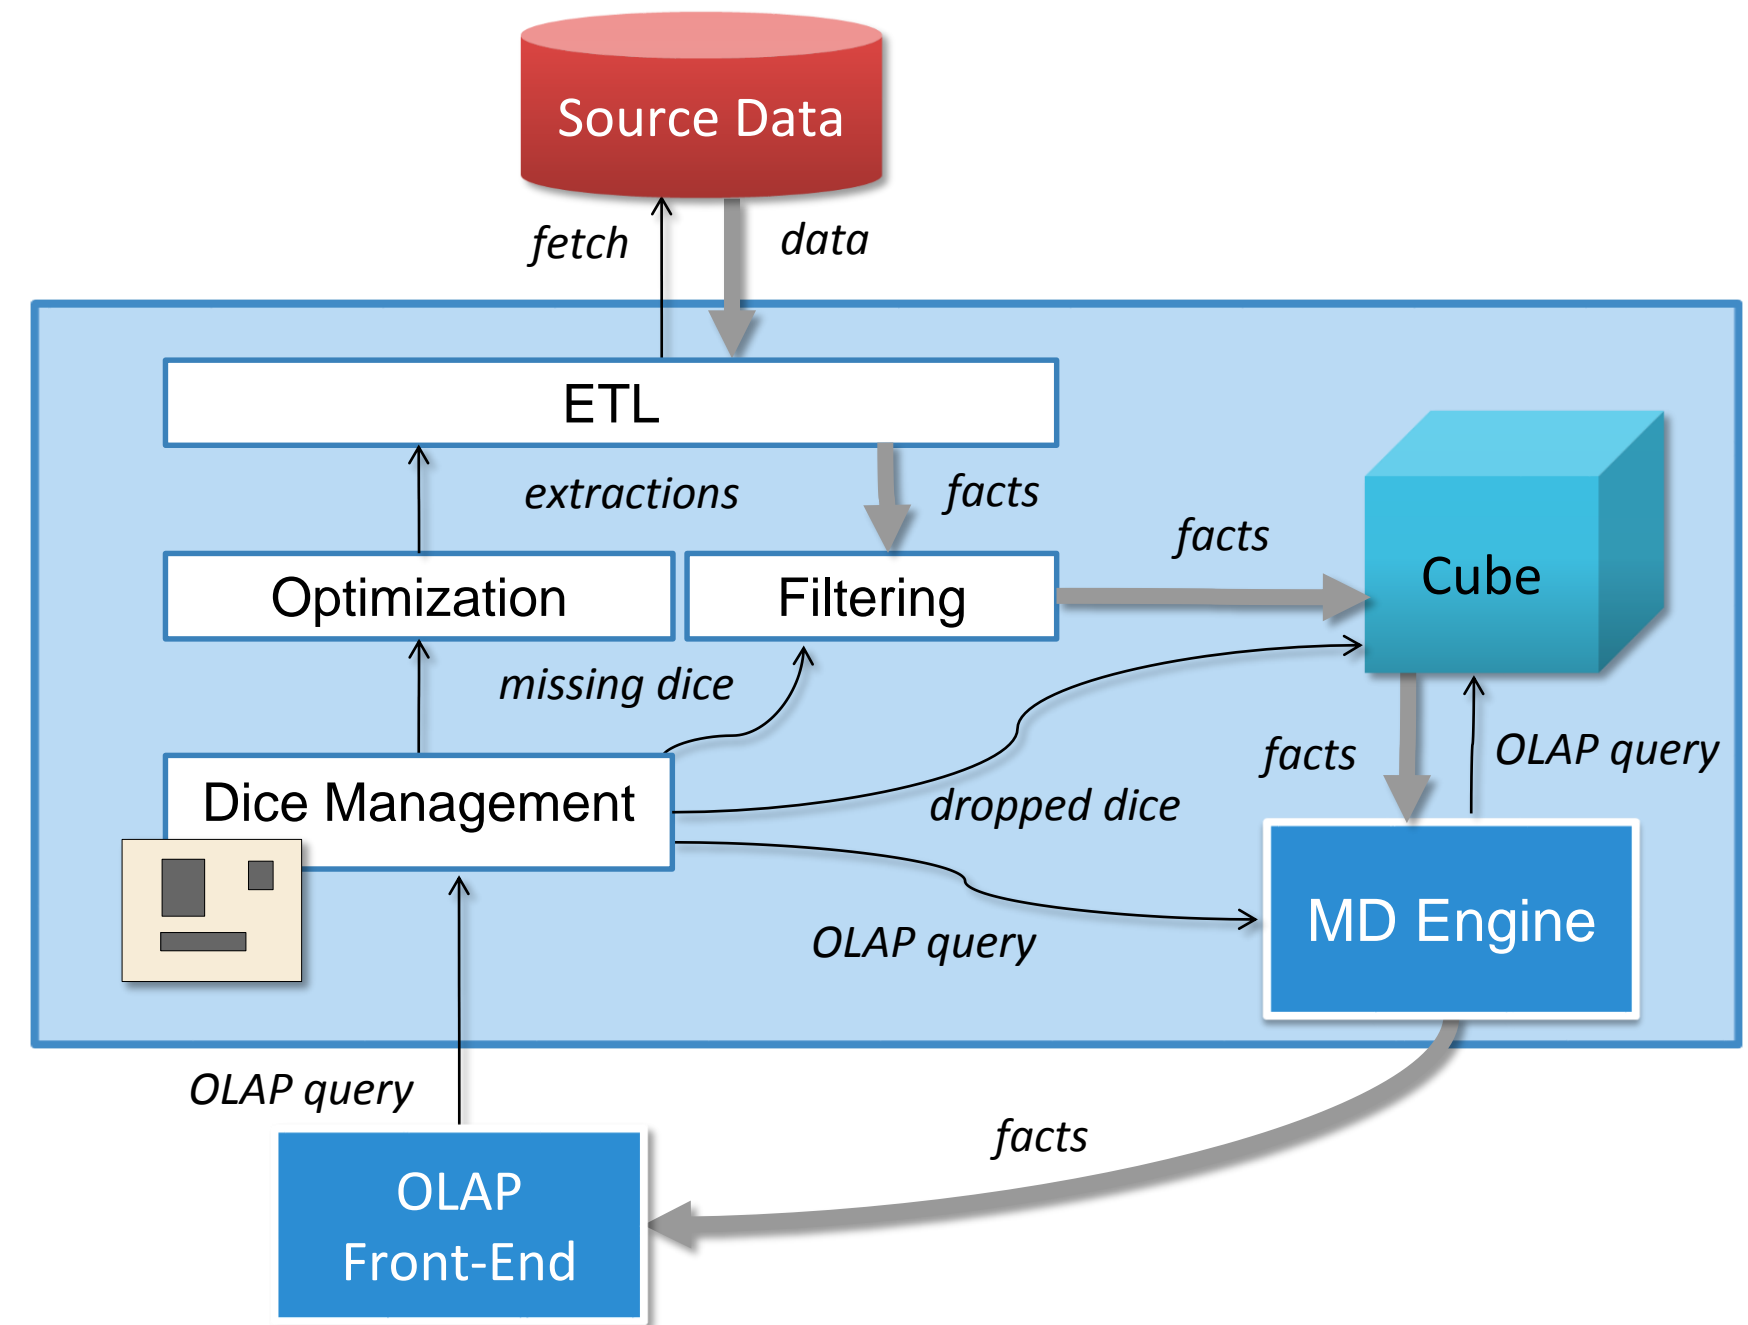 Source Data
fetch
data
ETL
extractions
facts
facts
Cube
Optimization
Filtering
missing dice
facts
OLAP query
Dice Management
dropped dice
MD Engine
OLAP query
OLAP query
facts
OLAP
Front-End